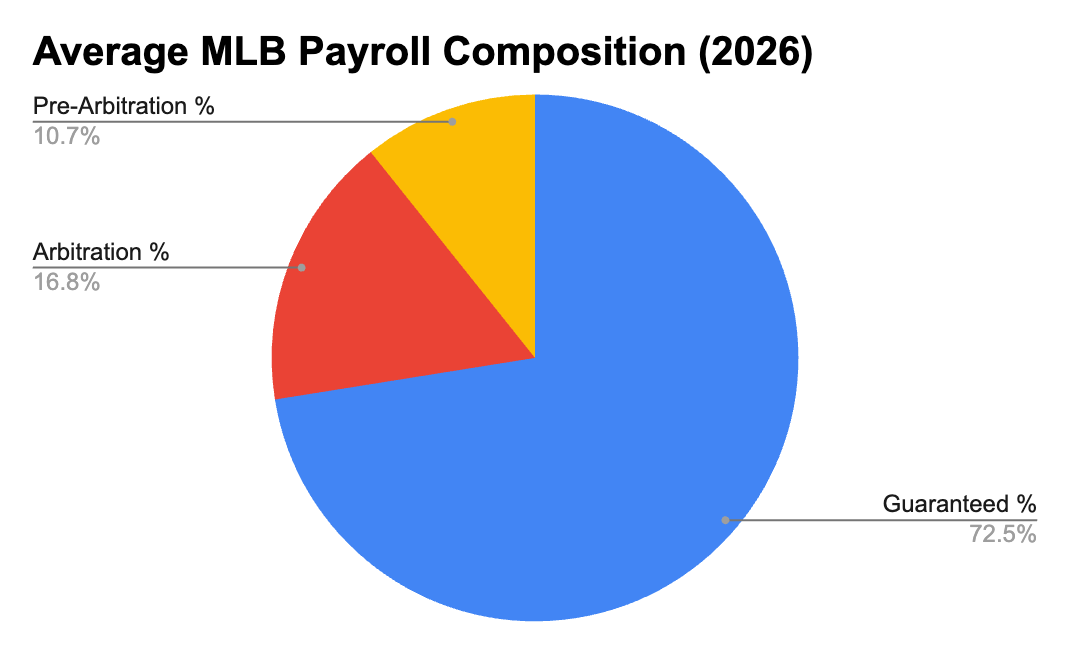 Average MLB Payroll Composition (2026)
Pre-Arbitration %
10.7%
Arbitration %
16.8%
Guaranteed %
72.5%